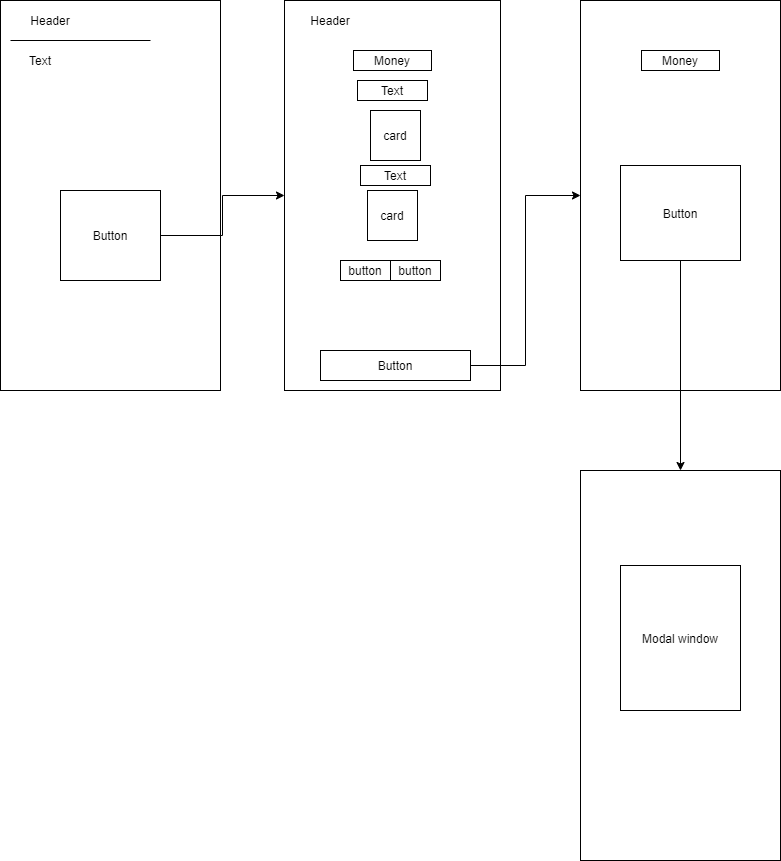 Header
Text
Button
Header
Money
Text
card
Text
card
button button
Button
Money
Button
Modal window